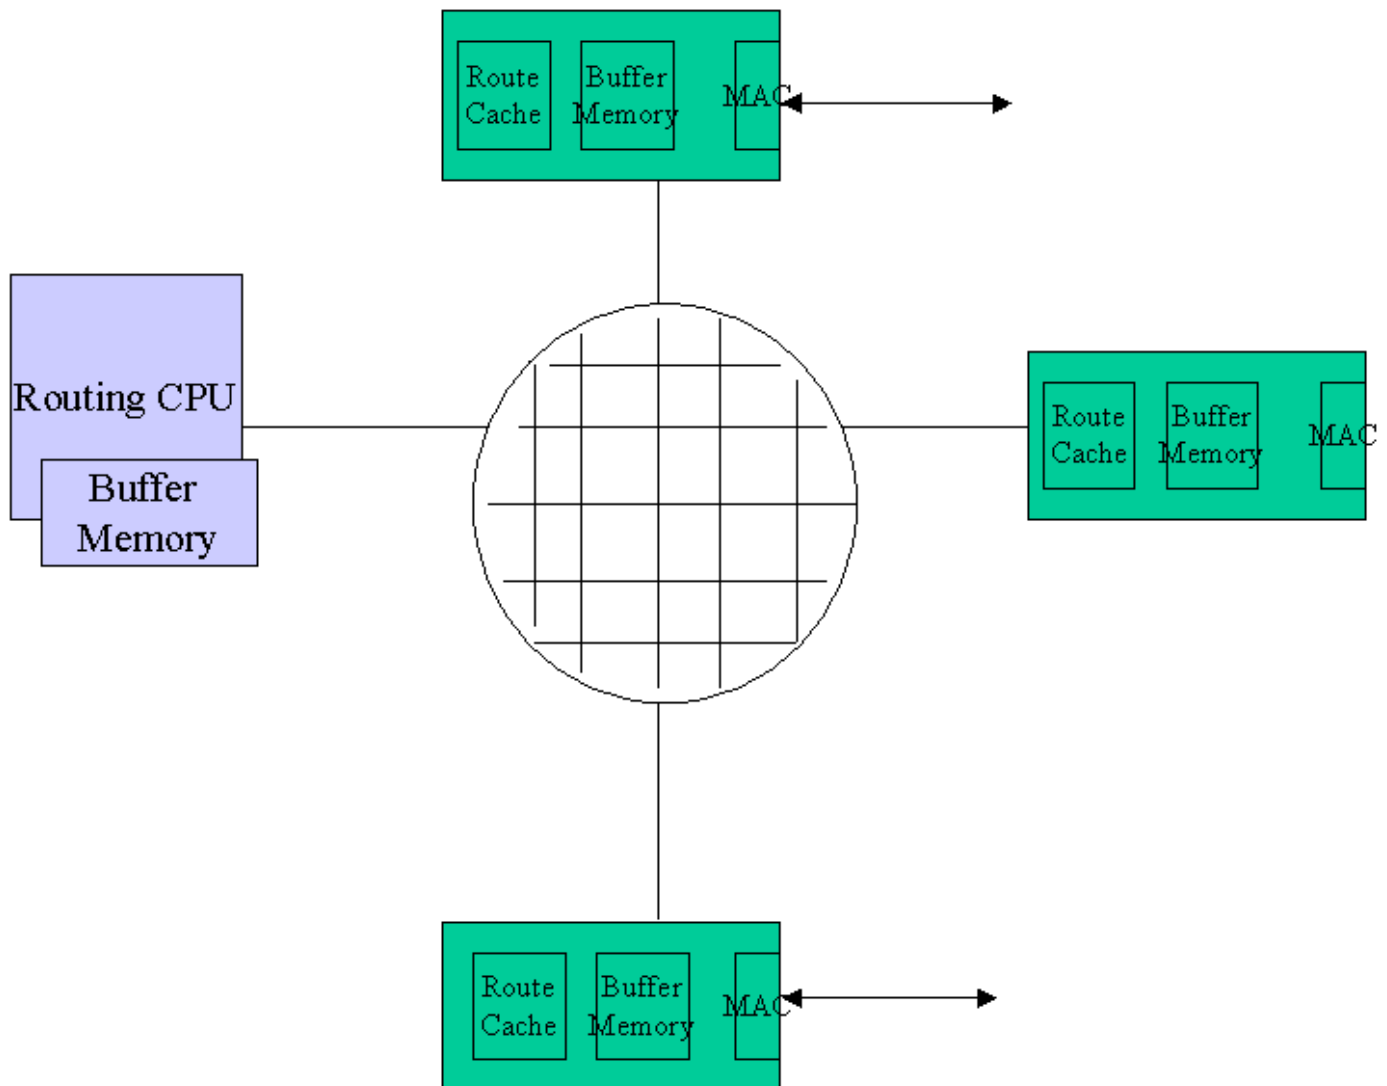 Route
Cache
Buffer
Memory
MAC
Routing CPU
Buffer
Memory
Route
Cache
Buffer
Memory
MAC
Route
Cache
Buffer
Memory
MAC